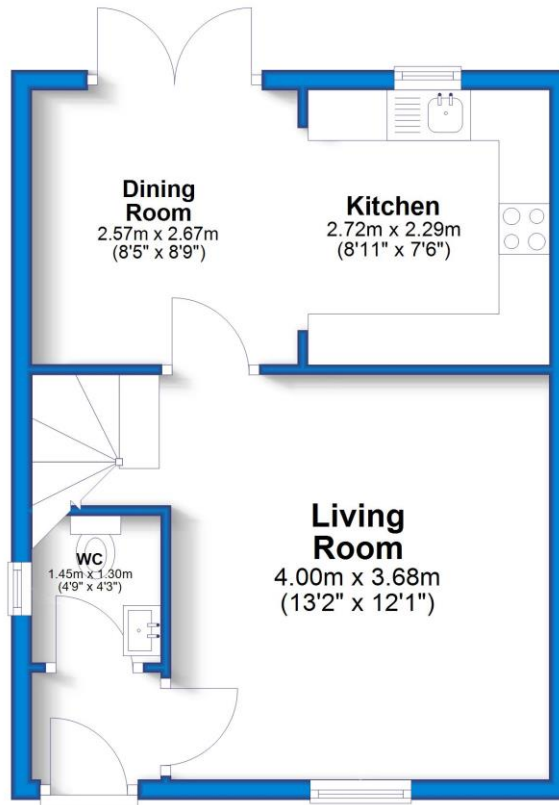 Dining
Room
2.57m x 2.67m
(8'5" x 8'9")
Kitchen
2.72m x 2.29m
(8'11" x 7'6")
Living
Room
4.00m x 3.68m
(13'2" x 12'1")
WC
1.45m x 1.30m
(4'9" x 4'3")